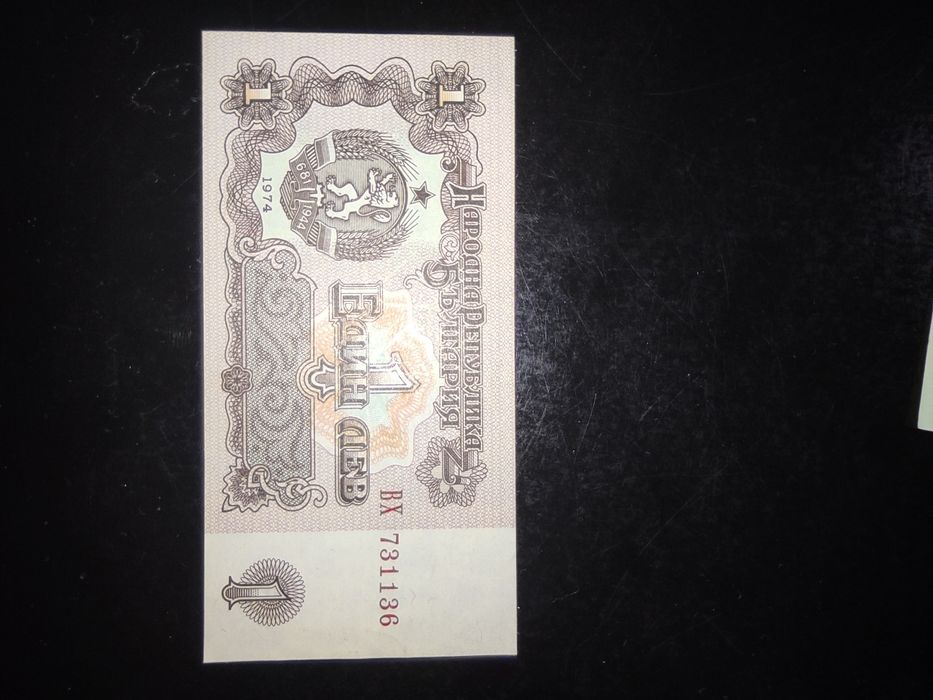 1
1
Народна Република
България
681 1944
1974
1
Един лев
ВХ 731136
1